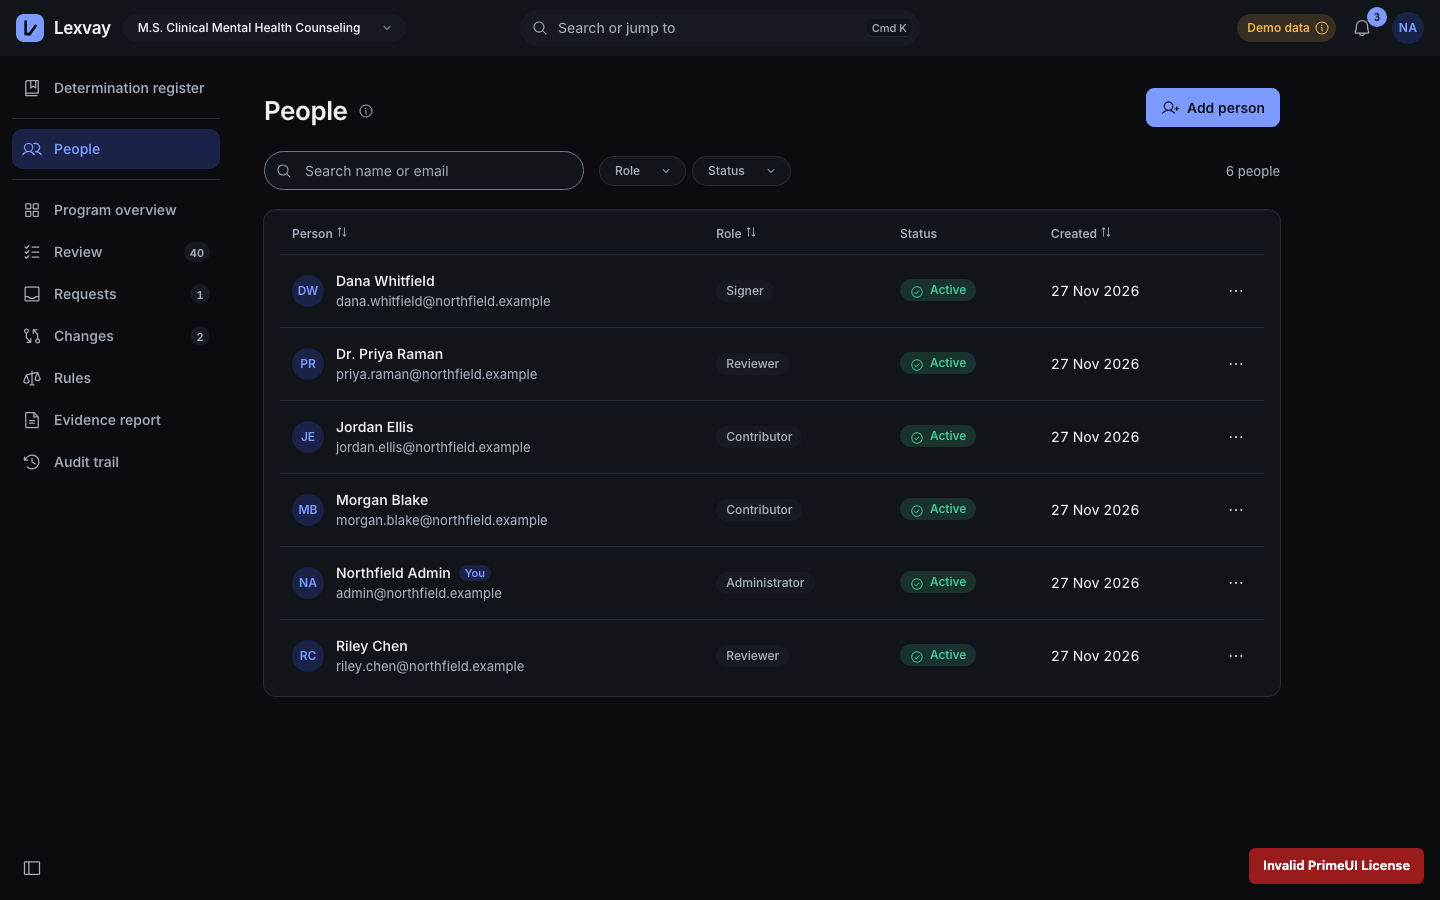 Lexvay
M.S. Clinical Mental Health Counseling
Search or jump to
Cmd K
Demo data
3
NA
Determination register
People
Program overview
Review 40
Requests 1
Changes 2
Rules
Evidence report
Audit trail
People
Add person
Search name or email
Role
Status
6 people
Person Role Status Created
DW Dana Whitfield
dana.whitfield@northfield.example
Signer Active 27 Nov 2026
PR Dr. Priya Raman
priya.raman@northfield.example
Reviewer Active 27 Nov 2026
JE Jordan Ellis
jordan.ellis@northfield.example
Contributor Active 27 Nov 2026
MB Morgan Blake
morgan.blake@northfield.example
Contributor Active 27 Nov 2026
NA Northfield Admin You
admin@northfield.example
Administrator Active 27 Nov 2026
RC Riley Chen
riley.chen@northfield.example
Reviewer Active 27 Nov 2026
Invalid PrimeUI License